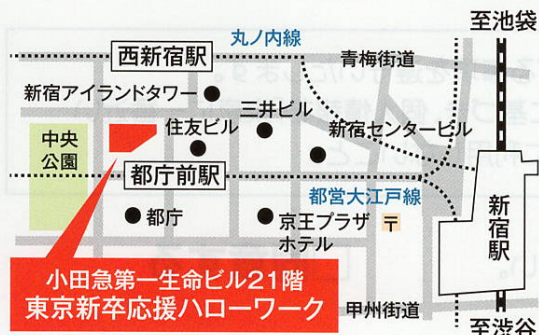 至池袋
丸ノ内線
西新宿駅
青梅街道
新宿アイランドタワー
三井ビル
住友ビル
新宿センタービル
中央
公園
都庁前駅
都営大江戸線
新宿駅
都庁
京王プラザ
ホテル
〒
小田急第一生命ビル21階
東京新卒応援ハローワーク
甲州街道
至渋谷